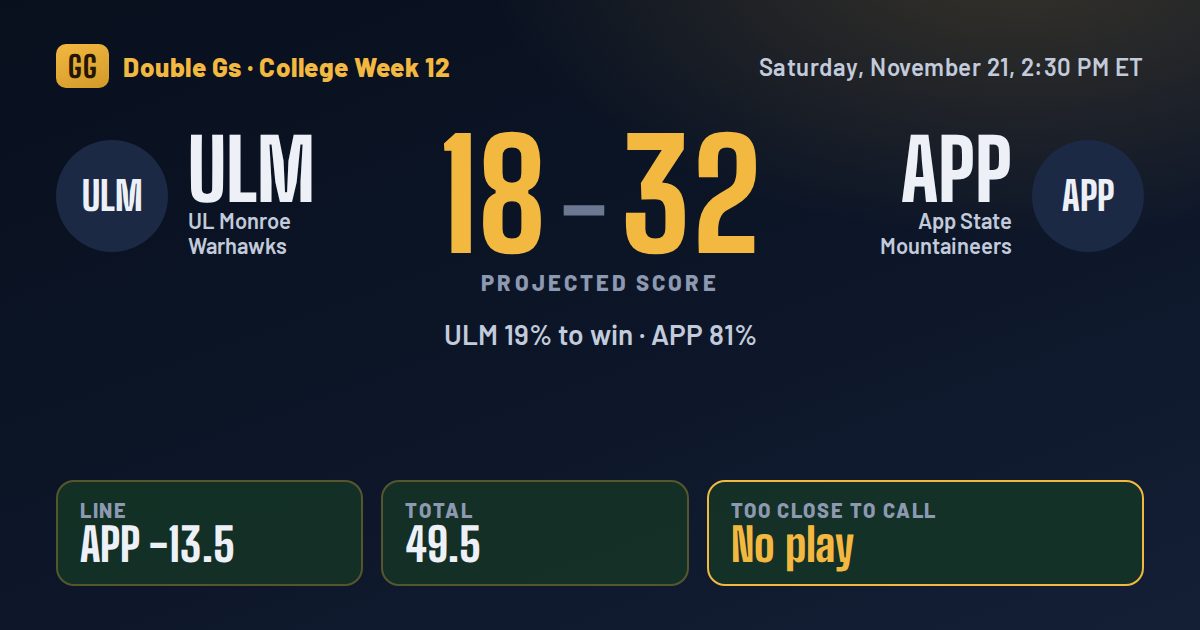 GG Double Gs · College Week 12
Saturday, November 21, 2:30 PM ET
ULM
ULM
UL Monroe
Warhawks
18 – 32
PROJECTED SCORE
ULM 19% to win · APP 81%
APP
App State
Mountaineers
APP
LINE
APP −13.5
TOTAL
49.5
TOO CLOSE TO CALL
No play